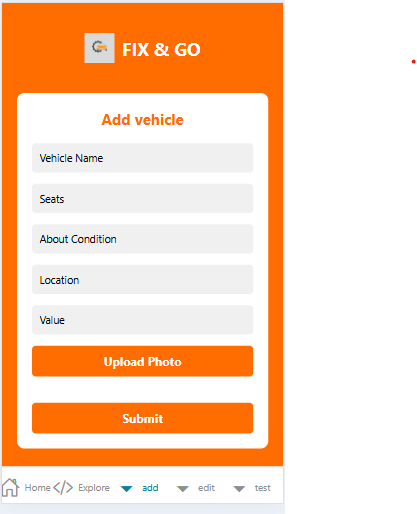 FIX & GO
Add vehicle
Vehicle Name
Seats
About Condition
Location
Value
Upload Photo
Submit
Home Explore add edit test